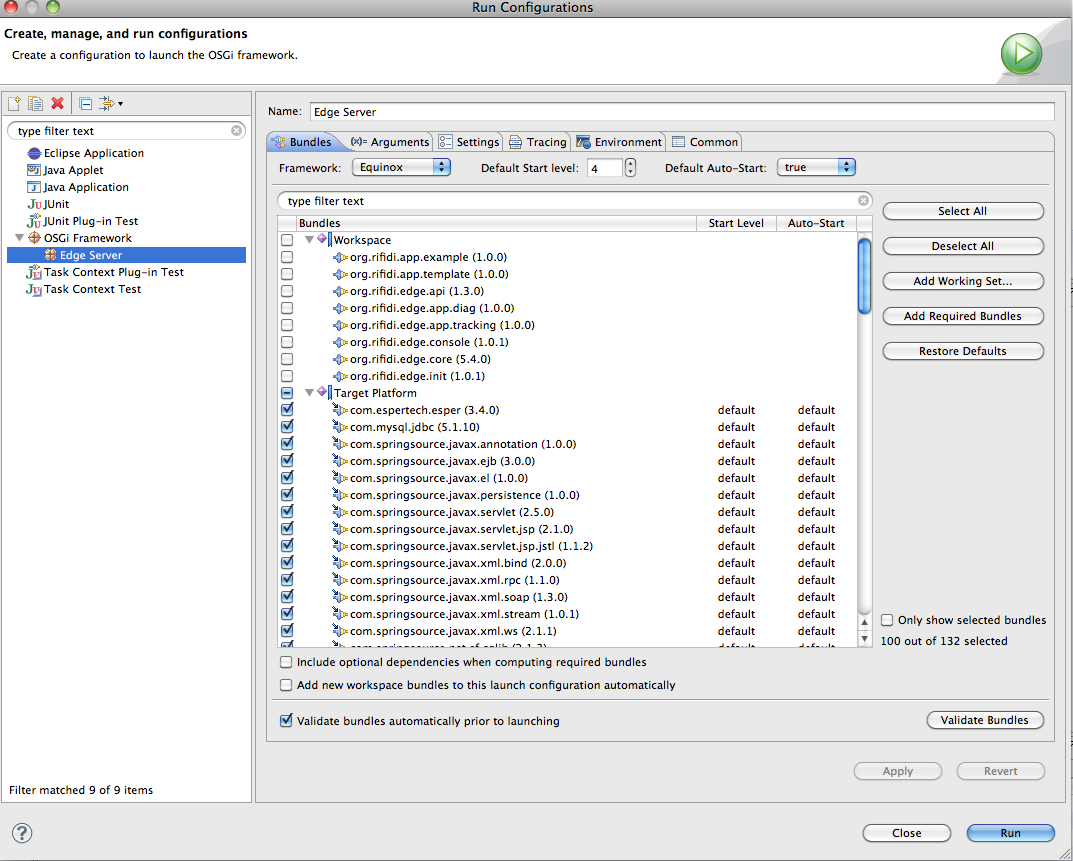 Run Configurations
Create, manage, and run configurations
Create a configuration to launch the OSGi framework.
type filter text
Eclipse Application
Java Applet
Java Application
JUnit
JUnit Plug-in Test
OSGi Framework
Edge Server
Task Context Plug-in Test
Task Context Test
Filter matched 9 of 9 items
Name: Edge Server
Bundles (x)= Arguments Settings Tracing Environment Common
Framework: Equinox Default Start level: 4 Default Auto-Start: true
type filter text
Bundles Start Level Auto-Start
Workspace
org.rifidi.app.example (1.0.0)
org.rifidi.app.template (1.0.0)
org.rifidi.edge.api (1.3.0)
org.rifidi.edge.app.diag (1.0.0)
org.rifidi.edge.app.tracking (1.0.0)
org.rifidi.edge.console (1.0.1)
org.rifidi.edge.core (5.4.0)
org.rifidi.edge.init (1.0.1)
Target Platform
com.espertech.esper (3.4.0) default default
com.mysql.jdbc (5.1.10) default default
com.springsource.javax.annotation (1.0.0) default default
com.springsource.javax.ejb (3.0.0) default default
com.springsource.javax.el (1.0.0) default default
com.springsource.javax.persistence (1.0.0) default default
com.springsource.javax.servlet (2.5.0) default default
com.springsource.javax.servlet.jsp (2.1.0) default default
com.springsource.javax.servlet.jsp.jstl (1.1.2) default default
com.springsource.javax.xml.bind (2.0.0) default default
com.springsource.javax.xml.rpc (1.1.0) default default
com.springsource.javax.xml.soap (1.3.0) default default
com.springsource.javax.xml.stream (1.0.1) default default
com.springsource.javax.xml.ws (2.1.1) default default
Select All
Deselect All
Add Working Set...
Add Required Bundles
Restore Defaults
Only show selected bundles
100 out of 132 selected
Include optional dependencies when computing required bundles
Add new workspace bundles to this launch configuration automatically
Validate bundles automatically prior to launching
Validate Bundles
Apply Revert
? Close Run